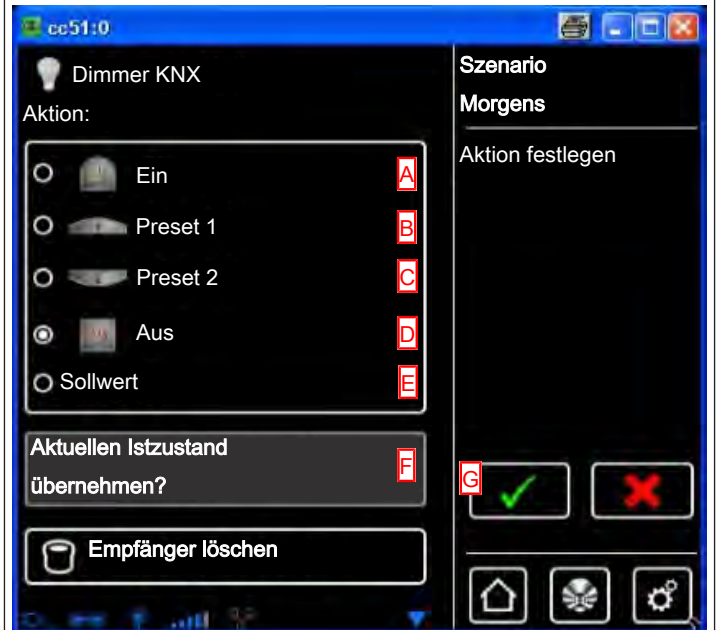 cc51:0
Dimmer KNX
Aktion:
Ein
A
Preset 1
B
Preset 2
C
Aus
D
Sollwert
E
Aktuellen Istzustand
übernehmen?
F
Empfänger löschen
Szenario
Morgens
Aktion festlegen
G